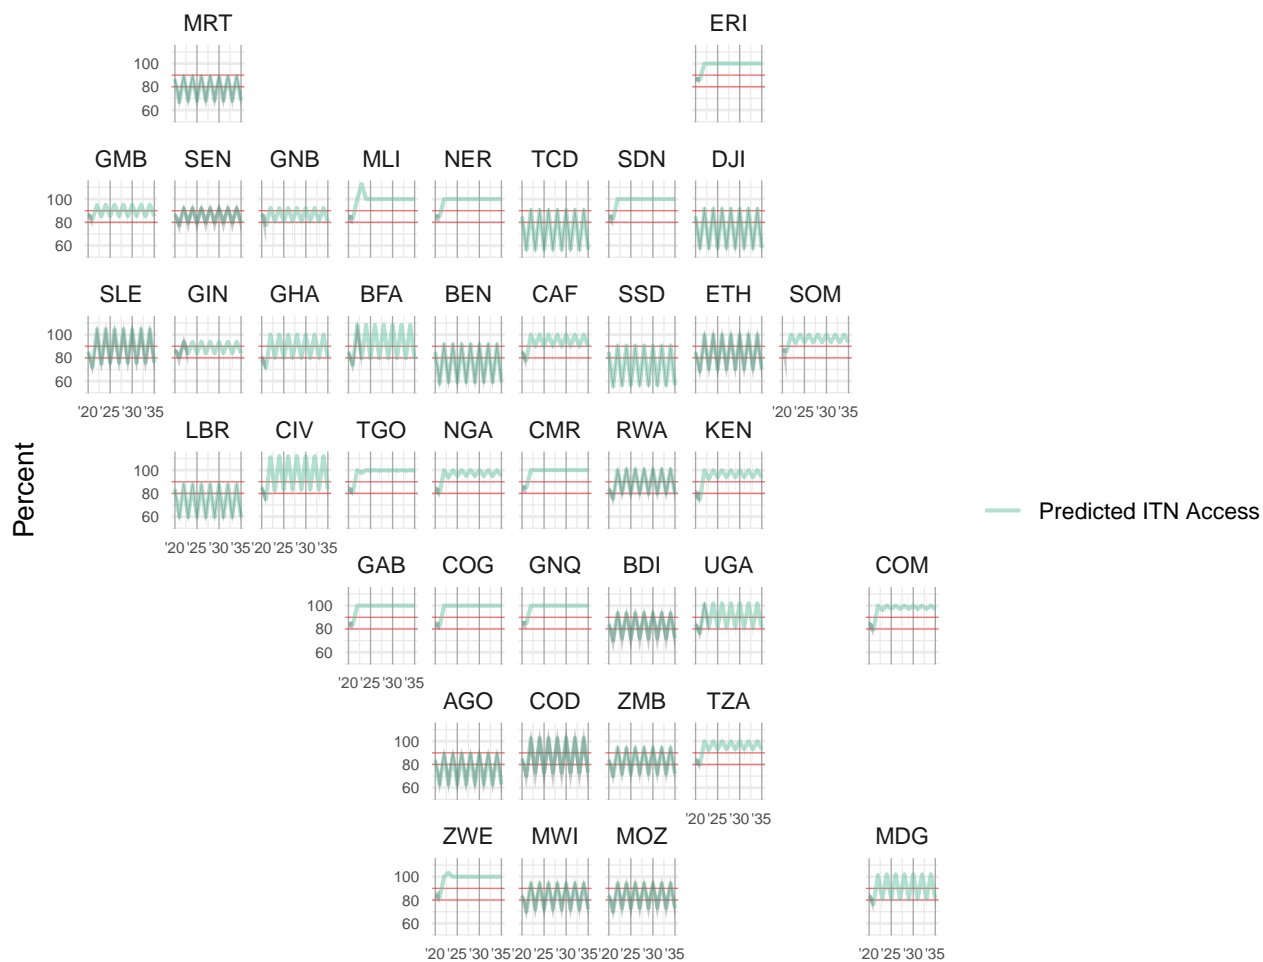 MRT ERI
100
80
60
GMB SEN GNB MLI NER TCD SDN DJI
100
80
60
SLE GIN GHA BFA BEN CAF SSD ETH SOM
100
80
60
'20 '25 '30 '35 '20 '25 '30 '35
LBR CIV TGO NGA CMR RWA KEN
100
80
60
'20 '25 '30 '35 '20 '25 '30 '35
GAB COG GNQ BDI UGA COM
100
80
60
'20 '25 '30 '35
AGO COD ZMB TZA
100
80
60
'20 '25 '30 '35
ZWE MWI MOZ MDG
100
80
60
'20 '25 '30 '35 '20 '25 '30 '35 '20 '25 '30 '35 '20 '25 '30 '35
Percent
Predicted ITN Access